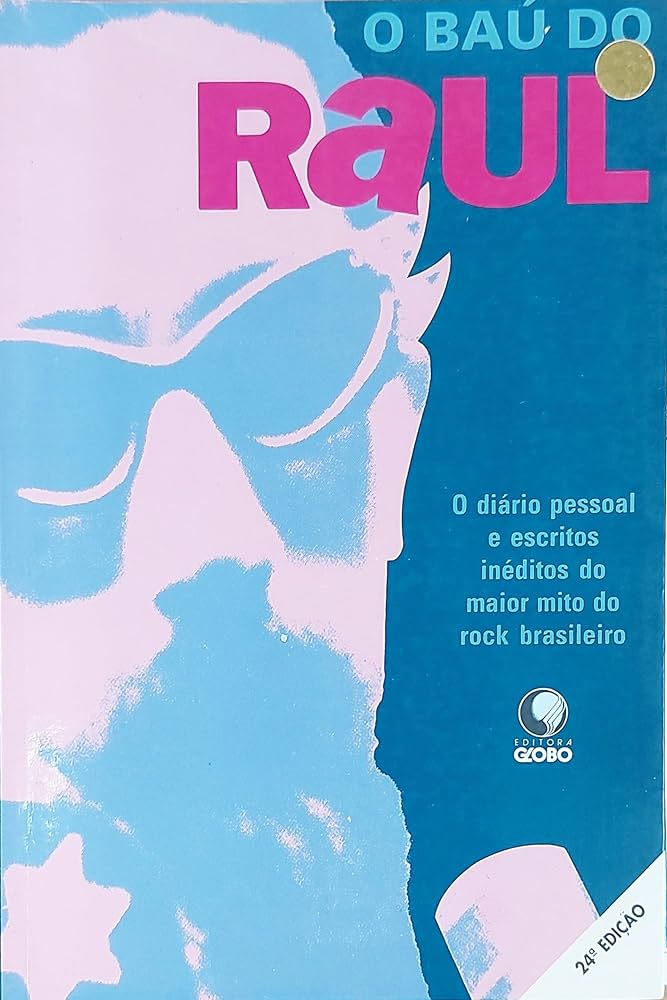 O BAÚ DO
RaUL
O diário pessoal
e escritos
inéditos do
maior mito do
rock brasileiro
EDITORA
GLOBO
24ª EDIÇÃO